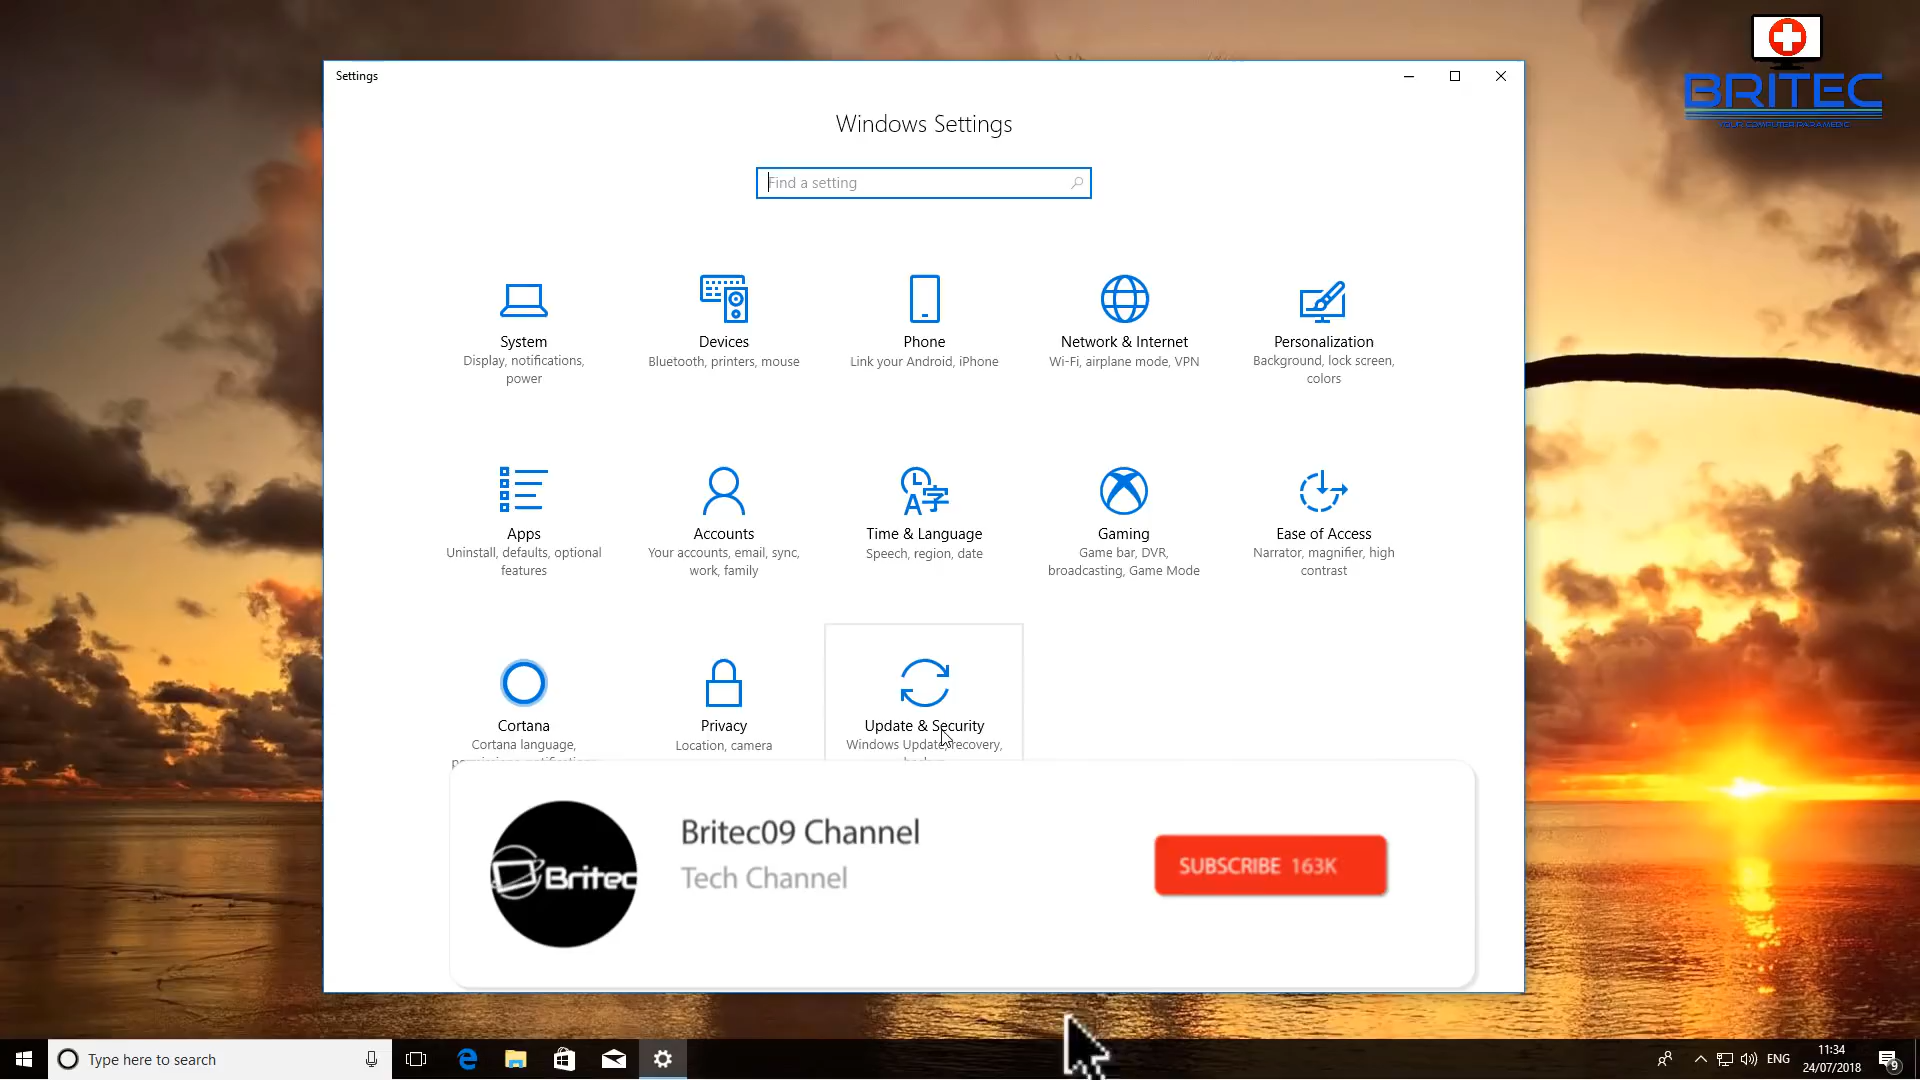 BRITEC
YOUR COMPUTER PARAMEDIC
Settings
Windows Settings
Find a setting
System
Display, notifications,
power
Devices
Bluetooth, printers, mouse
Phone
Link your Android, iPhone
Network & Internet
Wi-Fi, airplane mode, VPN
Personalization
Background, lock screen,
colors
Apps
Uninstall, defaults, optional
features
Accounts
Your accounts, email, sync,
work, family
Time & Language
Speech, region, date
Gaming
Game bar, DVR,
broadcasting, Game Mode
Ease of Access
Narrator, magnifier, high
contrast
Cortana
Cortana language,
Privacy
Location, camera
Update & Security
Windows Update, recovery,
Britec
Britec09 Channel
Tech Channel
SUBSCRIBE 163K
Type here to search
ENG
11:34
24/07/2018
9